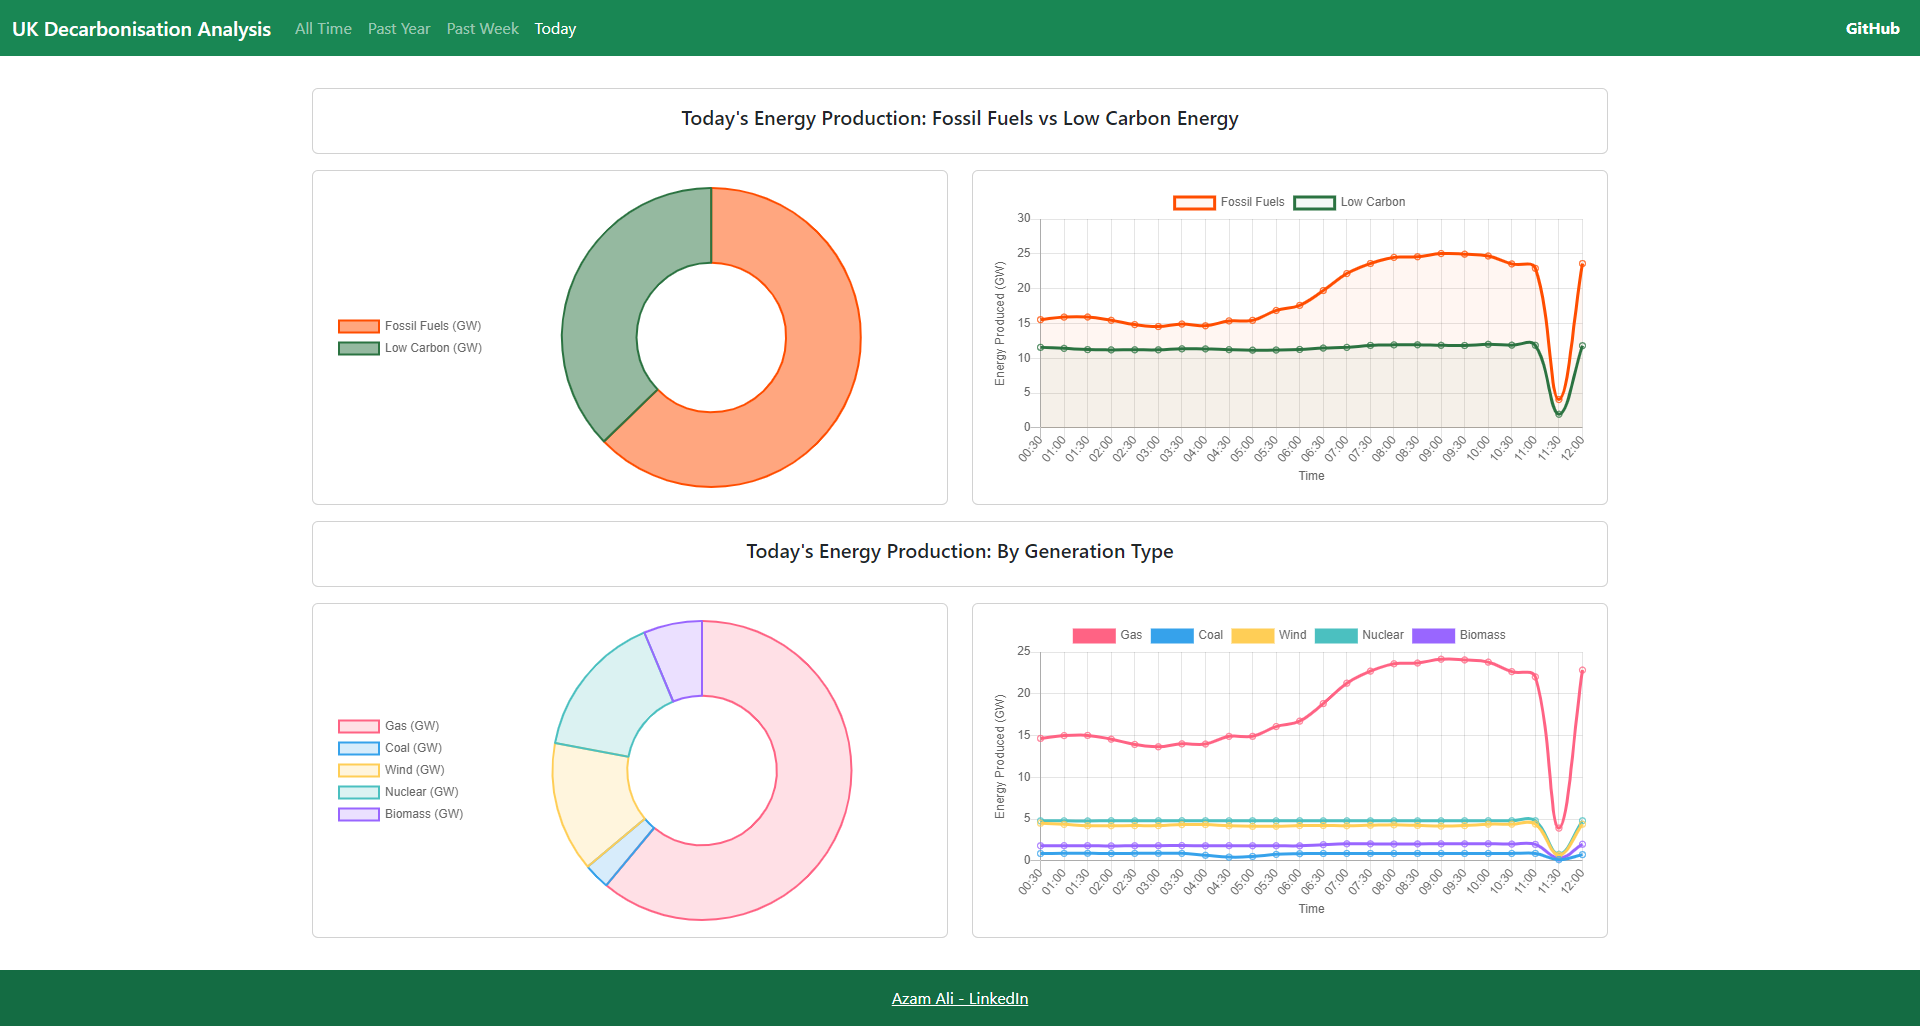 UK Decarbonisation Analysis All Time Past Year Past Week Today GitHub
Today's Energy Production: Fossil Fuels vs Low Carbon Energy
Fossil Fuels (GW)
Low Carbon (GW)
Fossil Fuels Low Carbon
Energy Produced (GW)
30
25
20
15
10
5
0
00:30 01:00 01:30 02:00 02:30 03:00 03:30 04:00 04:30 05:00 05:30 06:00 06:30 07:00 07:30 08:00 08:30 09:00 09:30 10:00 10:30 11:00 11:30 12:00
Time
Today's Energy Production: By Generation Type
Gas (GW)
Coal (GW)
Wind (GW)
Nuclear (GW)
Biomass (GW)
Gas Coal Wind Nuclear Biomass
Energy Produced (GW)
25
20
15
10
5
0
00:30 01:00 01:30 02:00 02:30 03:00 03:30 04:00 04:30 05:00 05:30 06:00 06:30 07:00 07:30 08:00 08:30 09:00 09:30 10:00 10:30 11:00 11:30 12:00
Time
Azam Ali - LinkedIn